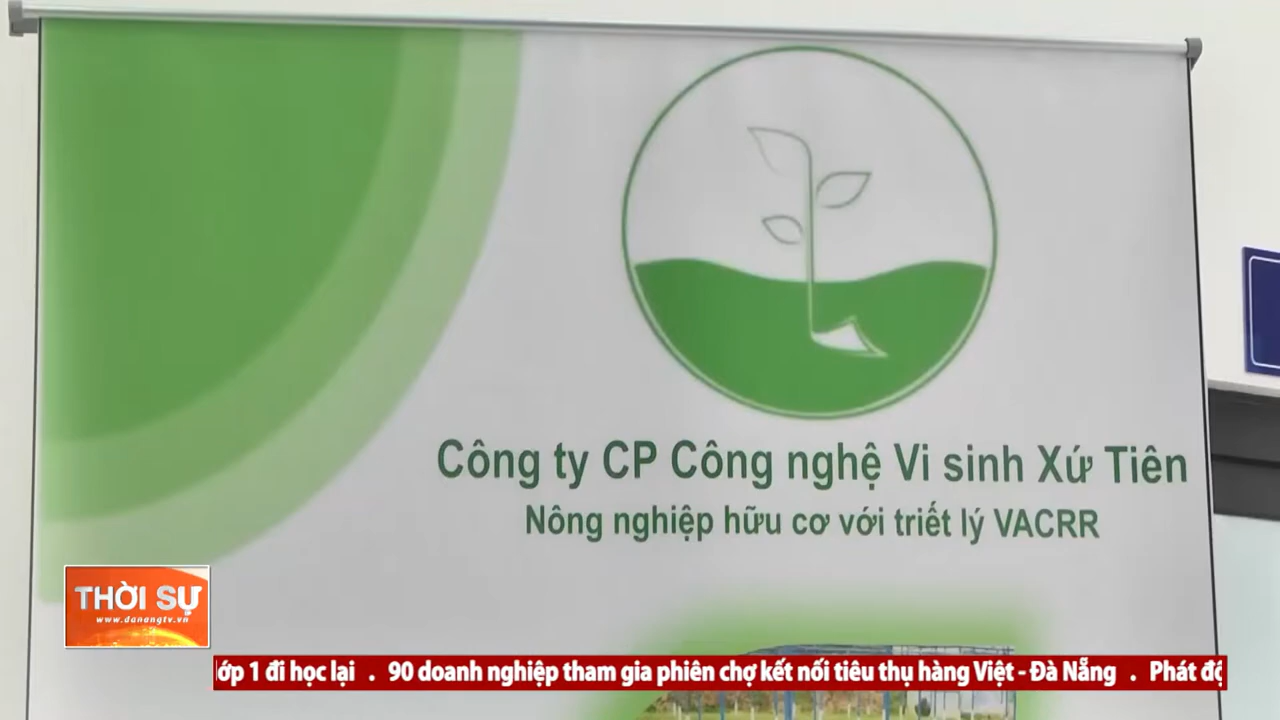 Công ty CP Công nghệ Vi sinh Xứ Tiên
Nông nghiệp hữu cơ với triết lý VACRR
THỜI SỰ
www.danangtv.vn
lớp 1 đi học lại . 90 doanh nghiệp tham gia phiên chợ kết nối tiêu thụ hàng Việt - Đà Nẵng . Phát